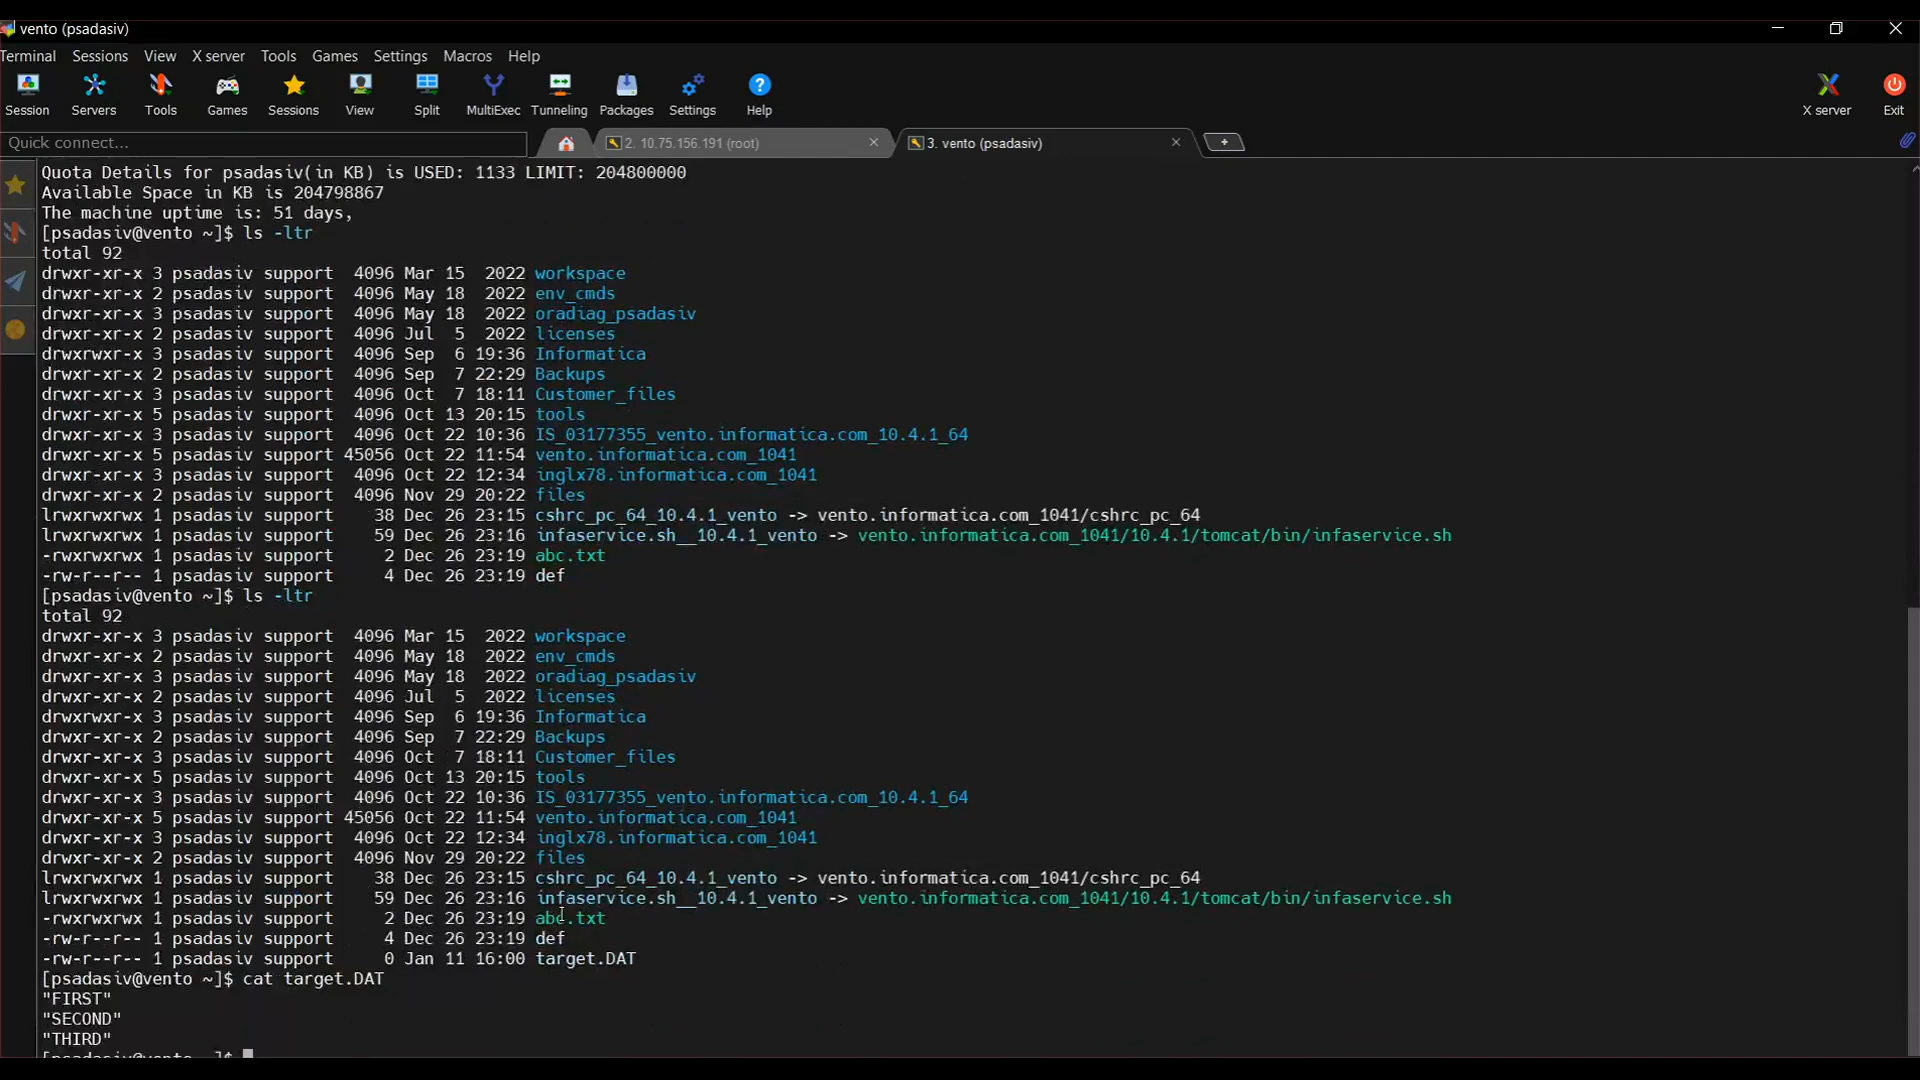 vento (psadasiv)
Terminal Sessions View X server Tools Games Settings Macros Help
Session Servers Tools Games Sessions View Split MultiExec Tunneling Packages Settings Help X server Exit
Quick connect...
2. 10.75.156.191 (root)
3. vento (psadasiv)
Quota Details for psadasiv(in KB) is USED: 1133 LIMIT: 204800000
Available Space in KB is 204798867
The machine uptime is: 51 days,
[psadasiv@vento ~]$ ls -ltr
total 92
drwxr-xr-x 3 psadasiv support  4096 Mar 15  2022 workspace
drwxr-xr-x 2 psadasiv support  4096 May 18  2022 env_cmds
drwxr-xr-x 3 psadasiv support  4096 May 18  2022 oradiag_psadasiv
drwxr-xr-x 2 psadasiv support  4096 Jul  5  2022 licenses
drwxrwxr-x 3 psadasiv support  4096 Sep  6 19:36 Informatica
drwxr-xr-x 2 psadasiv support  4096 Sep  7 22:29 Backups
drwxr-xr-x 3 psadasiv support  4096 Oct  7 18:11 Customer_files
drwxr-xr-x 5 psadasiv support  4096 Oct 13 20:15 tools
drwxr-xr-x 3 psadasiv support  4096 Oct 22 10:36 IS_03177355_vento.informatica.com_10.4.1_64
drwxr-xr-x 5 psadasiv support 45056 Oct 22 11:54 vento.informatica.com_1041
drwxr-xr-x 3 psadasiv support  4096 Oct 22 12:34 inglx78.informatica.com_1041
drwxr-xr-x 2 psadasiv support  4096 Nov 29 20:22 files
lrwxrwxrwx 1 psadasiv support    38 Dec 26 23:15 cshrc_pc_64_10.4.1_vento -> vento.informatica.com_1041/cshrc_pc_64
lrwxrwxrwx 1 psadasiv support    59 Dec 26 23:16 infaservice.sh__10.4.1_vento -> vento.informatica.com_1041/10.4.1/tomcat/bin/infaservice.sh
-rwxrwxrwx 1 psadasiv support     2 Dec 26 23:19 abc.txt
-rw-r--r-- 1 psadasiv support     4 Dec 26 23:19 def
[psadasiv@vento ~]$ ls -ltr
total 92
drwxr-xr-x 3 psadasiv support  4096 Mar 15  2022 workspace
drwxr-xr-x 2 psadasiv support  4096 May 18  2022 env_cmds
drwxr-xr-x 3 psadasiv support  4096 May 18  2022 oradiag_psadasiv
drwxr-xr-x 2 psadasiv support  4096 Jul  5  2022 licenses
drwxrwxr-x 3 psadasiv support  4096 Sep  6 19:36 Informatica
drwxr-xr-x 2 psadasiv support  4096 Sep  7 22:29 Backups
drwxr-xr-x 3 psadasiv support  4096 Oct  7 18:11 Customer_files
drwxr-xr-x 5 psadasiv support  4096 Oct 13 20:15 tools
drwxr-xr-x 3 psadasiv support  4096 Oct 22 10:36 IS_03177355_vento.informatica.com_10.4.1_64
drwxr-xr-x 5 psadasiv support 45056 Oct 22 11:54 vento.informatica.com_1041
drwxr-xr-x 3 psadasiv support  4096 Oct 22 12:34 inglx78.informatica.com_1041
drwxr-xr-x 2 psadasiv support  4096 Nov 29 20:22 files
lrwxrwxrwx 1 psadasiv support    38 Dec 26 23:15 cshrc_pc_64_10.4.1_vento -> vento.informatica.com_1041/cshrc_pc_64
lrwxrwxrwx 1 psadasiv support    59 Dec 26 23:16 infaservice.sh__10.4.1_vento -> vento.informatica.com_1041/10.4.1/tomcat/bin/infaservice.sh
-rwxrwxrwx 1 psadasiv support     2 Dec 26 23:19 abc.txt
-rw-r--r-- 1 psadasiv support     4 Dec 26 23:19 def
-rw-r--r-- 1 psadasiv support     0 Jan 11 16:00 target.DAT
[psadasiv@vento ~]$ cat target.DAT
"FIRST"
"SECOND"
"THIRD"
[psadasiv@vento ~]$